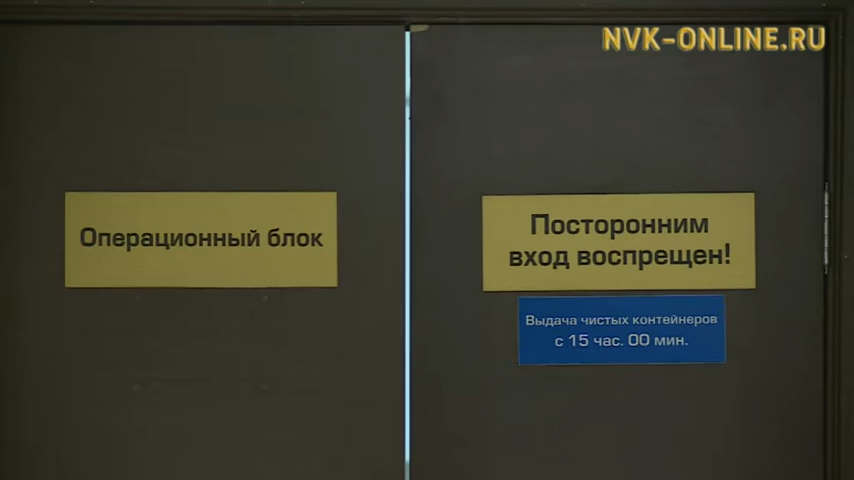 NVK-ONLINE.RU
Операционный блок
Посторонним
вход воспрещен!
Выдача чистых контейнеров
с 15 час. 00 мин.